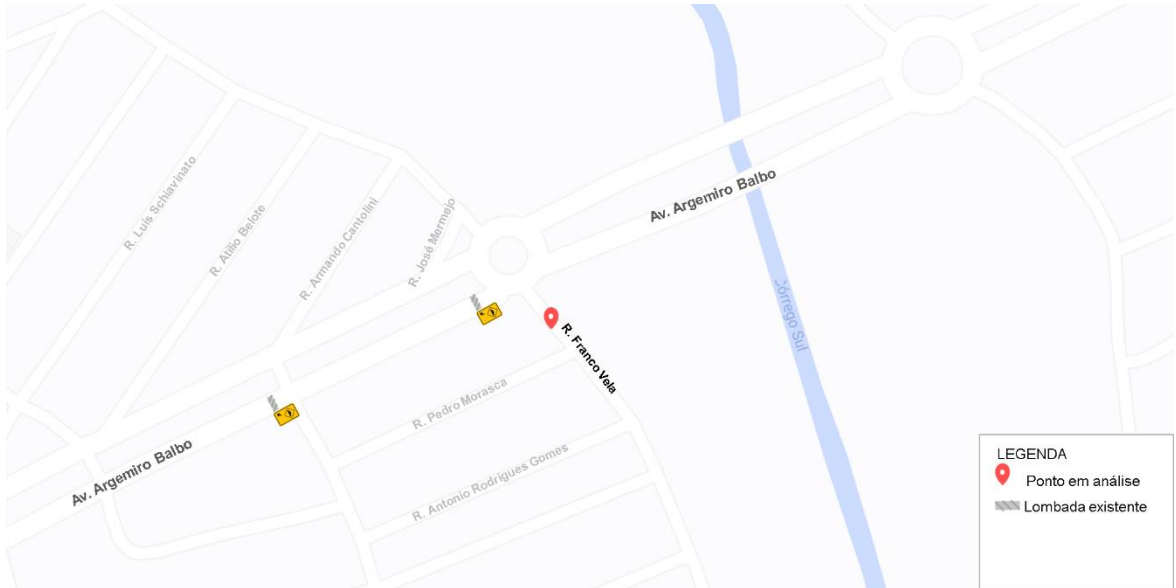 R. Luis Schiavinato
R. Atilio Belote
R. Armando Cantolini
R. José Mermejo
Av. Argemiro Balbo
R. Franco Vela
Córrego Sul
R. Pedro Morasca
R. Antonio Rodrigues Gomes
Av. Argemiro Balbo
LEGENDA
Ponto em análise
Lombada existente